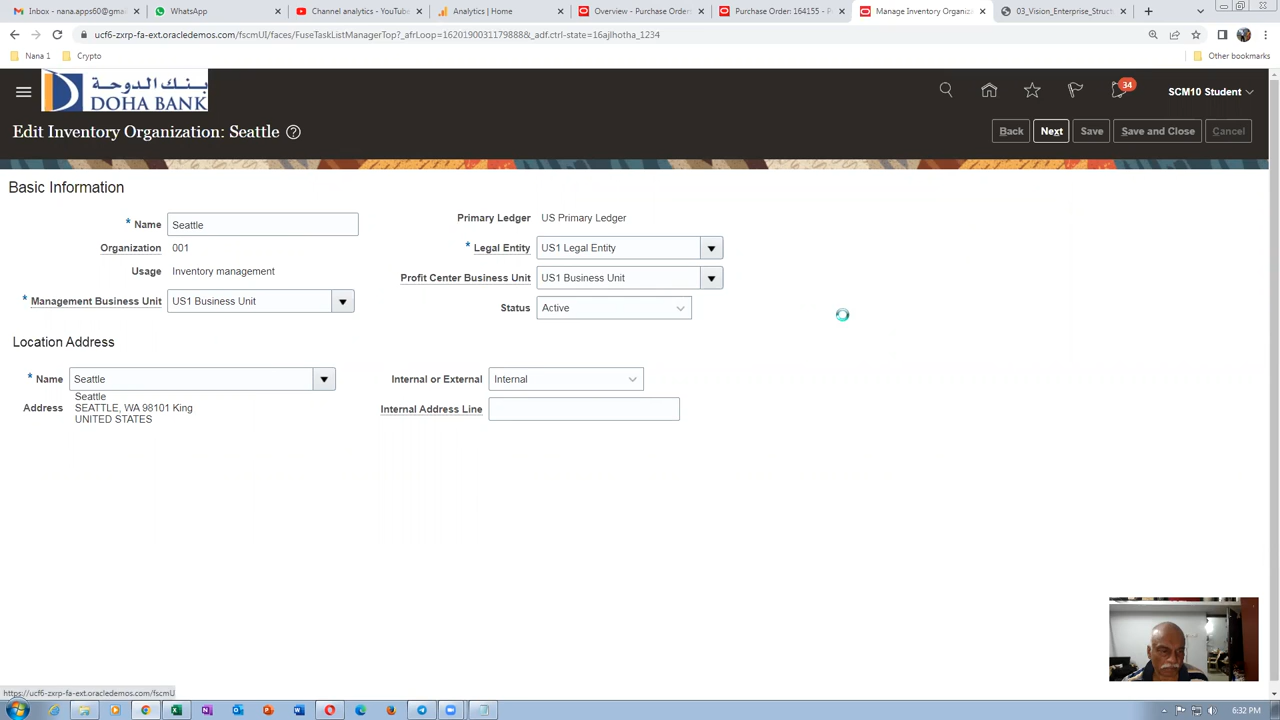 Inbox - nana.apps60@gmai
WhatsApp
Channel analytics - YouTube
Analytics | Home
Overview - Purchase Order:
Purchase Order: 164155 -
Manage Inventory Organiz
03_Vision_Enterprise_Struct
ucf6-zxrp-fa-ext.oracledemos.com/fscmUI/faces/FuseTaskListManagerTop?_afrLoop=16201900311798888&_adf.ctrl-state=16ajlhotha_1234
Nana 1
Crypto
Other bookmarks
بنك الدوحة
DOHA BANK
34
SCM10 Student
Edit Inventory Organization: Seattle
Back
Next
Save
Save and Close
Cancel
Basic Information
* Name Seattle
Organization 001
Usage Inventory management
* Management Business Unit US1 Business Unit
Primary Ledger US Primary Ledger
* Legal Entity US1 Legal Entity
Profit Center Business Unit US1 Business Unit
Status Active
Location Address
* Name Seattle
Address Seattle
SEATTLE, WA 98101 King
UNITED STATES
Internal or External Internal
Internal Address Line
https://ucf6-zxrp-fa-ext.oracledemos.com/fscmU
6:32 PM